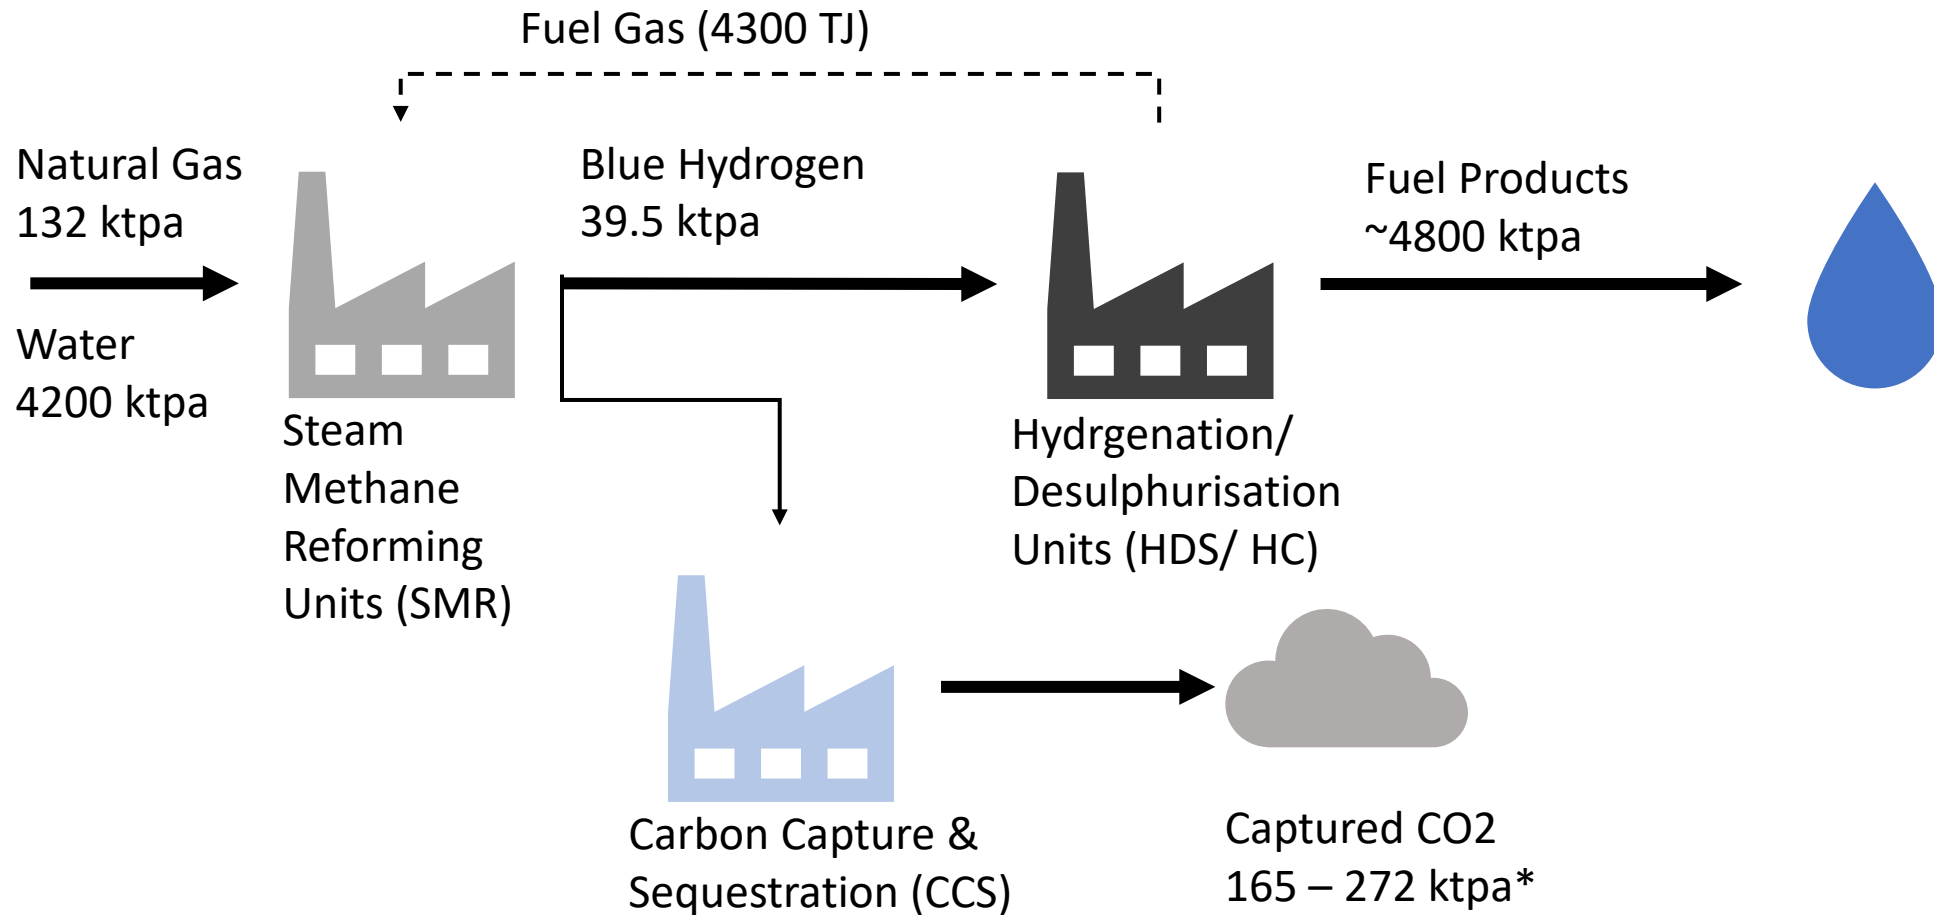 Fuel Gas (4300 TJ)
Natural Gas
132 ktpa
Blue Hydrogen
39.5 ktpa
Fuel Products
~4800 ktpa
Water
4200 ktpa
Steam
Methane
Reforming
Units (SMR)
Hydrgenation/
Desulphurisation
Units (HDS/ HC)
Carbon Capture &
Sequestration (CCS)
Captured CO2
165 – 272 ktpa*